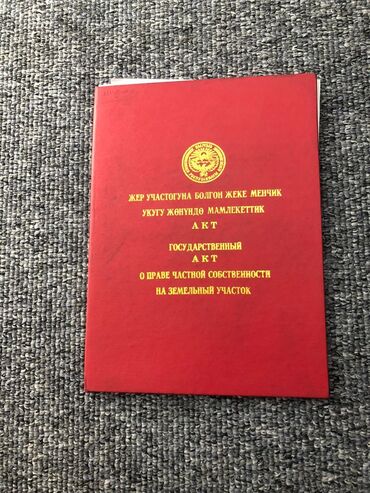 ЖЕР УЧАСТОГУНА БОЛГОН ЖЕКЕ МЕНЧИК
УКУГУ ЖӨНҮНДӨ МАМЛЕКЕТТИК
АКТ
ГОСУДАРСТВЕННЫЙ
АКТ
О ПРАВЕ ЧАСТНОЙ СОБСТВЕННОСТИ
НА ЗЕМЕЛЬНЫЙ УЧАСТОК